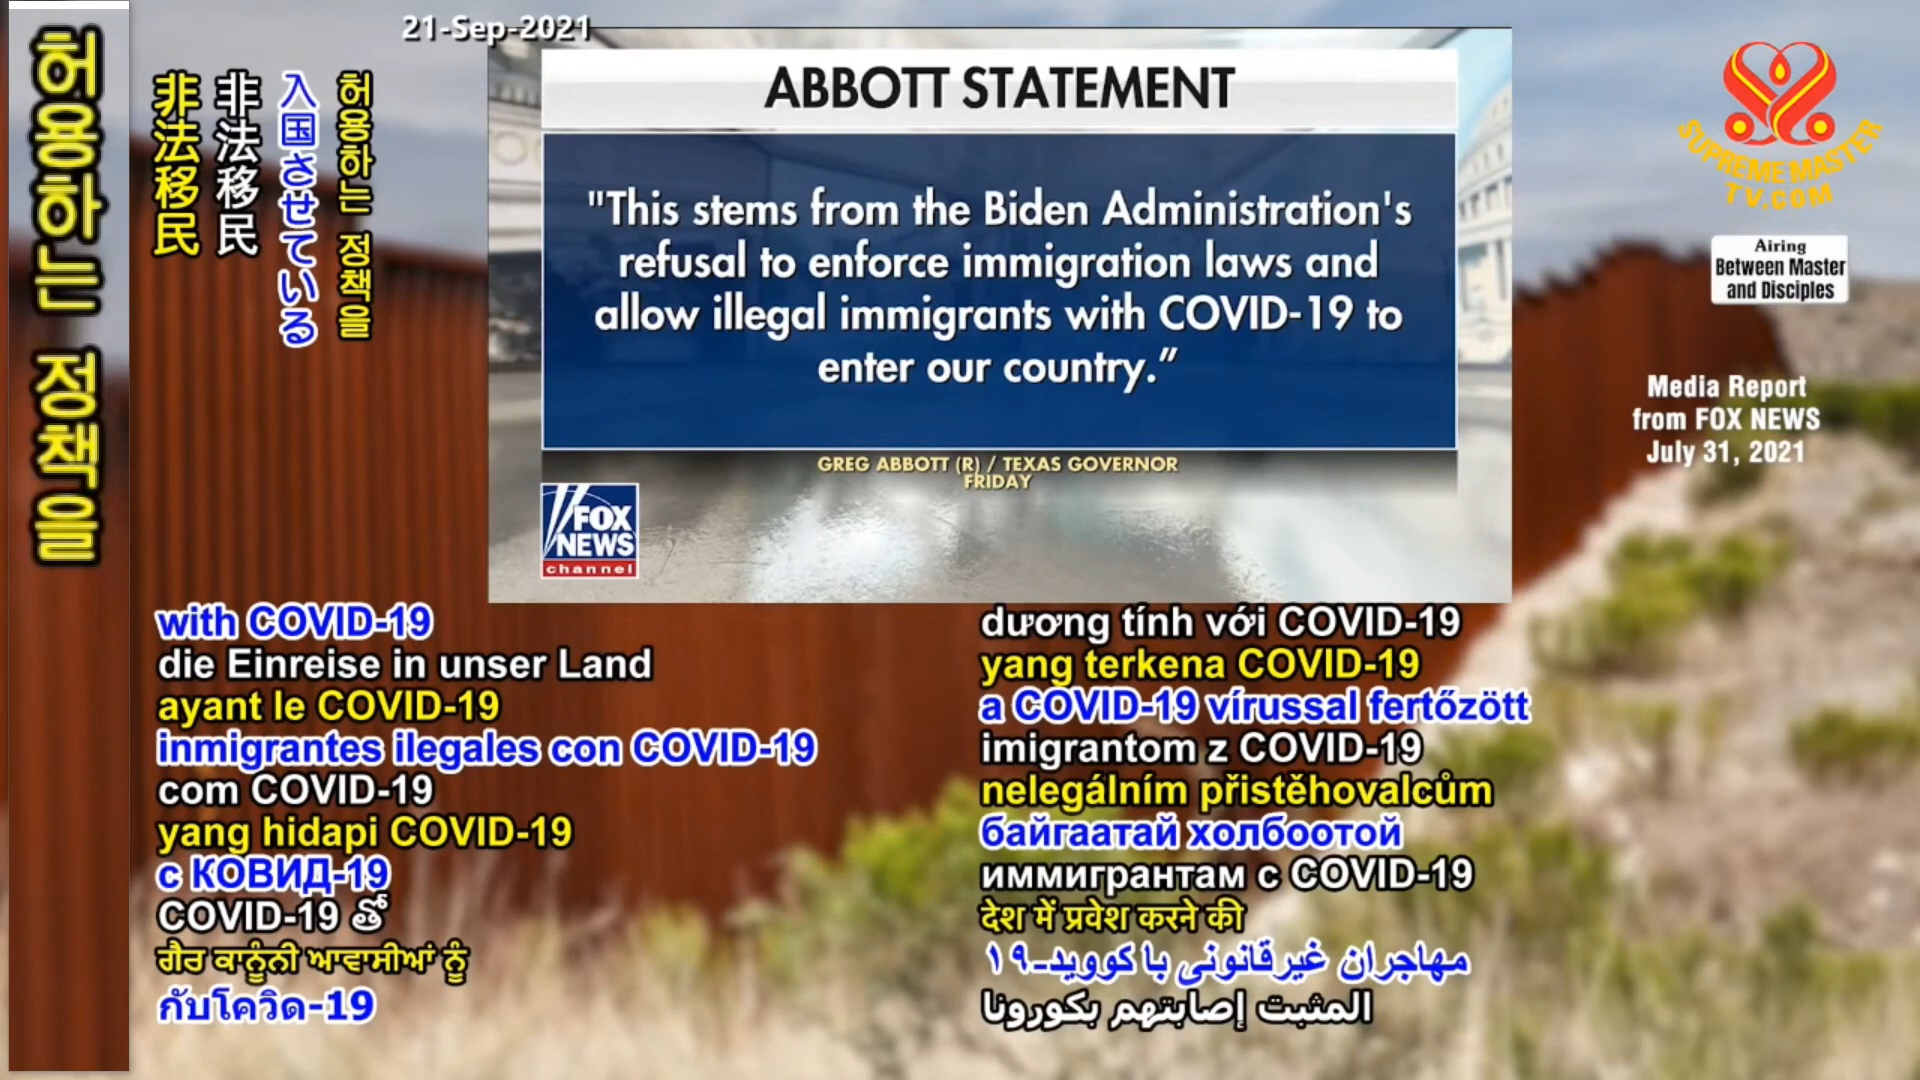 허용하는 정책을
非法移民
非法移民
入国させている
허용하는 정책을
21-Sep-2021
ABBOTT STATEMENT
"This stems from the Biden Administration's
refusal to enforce immigration laws and
allow illegal immigrants with COVID-19 to
enter our country.”
GREG ABBOTT (R) / TEXAS GOVERNOR
FRIDAY
FOX
NEWS
channel
SUPREME MASTER
TV.COM
Airing
Between Master
and Disciples
Media Report
from FOX NEWS
July 31, 2021
with COVID-19
die Einreise in unser Land
ayant le COVID-19
inmigrantes ilegales con COVID-19
com COVID-19
yang hidapi COVID-19
с КОВИД-19
COVID-19 తో
ਗੈਰ ਕਾਨੂੰਨੀ ਆਵਾਸੀਆਂ ਨੂੰ
กับโควิด-19
dương tính với COVID-19
yang terkena COVID-19
a COVID-19 vírussal fertőzött
imigrantom z COVID-19
nelegálním přistěhovalcům
байгаатай холбоотой
иммигрантам с COVID-19
देश में प्रवेश करने की
مهاجران غیرقانونی با کووید-۱۹
المثبت إصابتهم بكورونا